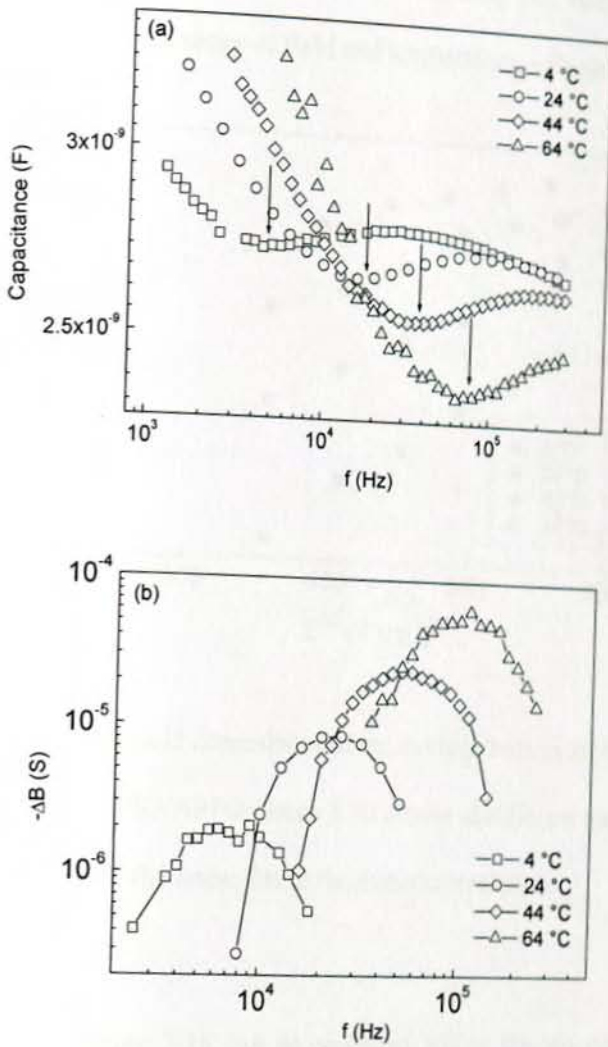 (a)
4 °C
24 °C
44 °C
64 °C
3x10⁻⁹
2.5x10⁻⁹
Capacitance (F)
10³
10⁴
10⁵
f (Hz)
10⁻⁴
(b)
10⁻⁵
10⁻⁶
-ΔB (S)
4 °C
24 °C
44 °C
64 °C
10⁴
10⁵
f (Hz)